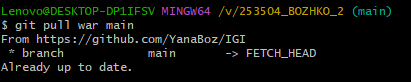 Lenovo@DESKTOP-DP1IFSV MINGW64 /v/253504_BOZHKO_2 (main)
$ git pull war main
From https://github.com/YanaBoz/IGI
 * branch            main       -> FETCH_HEAD
Already up to date.